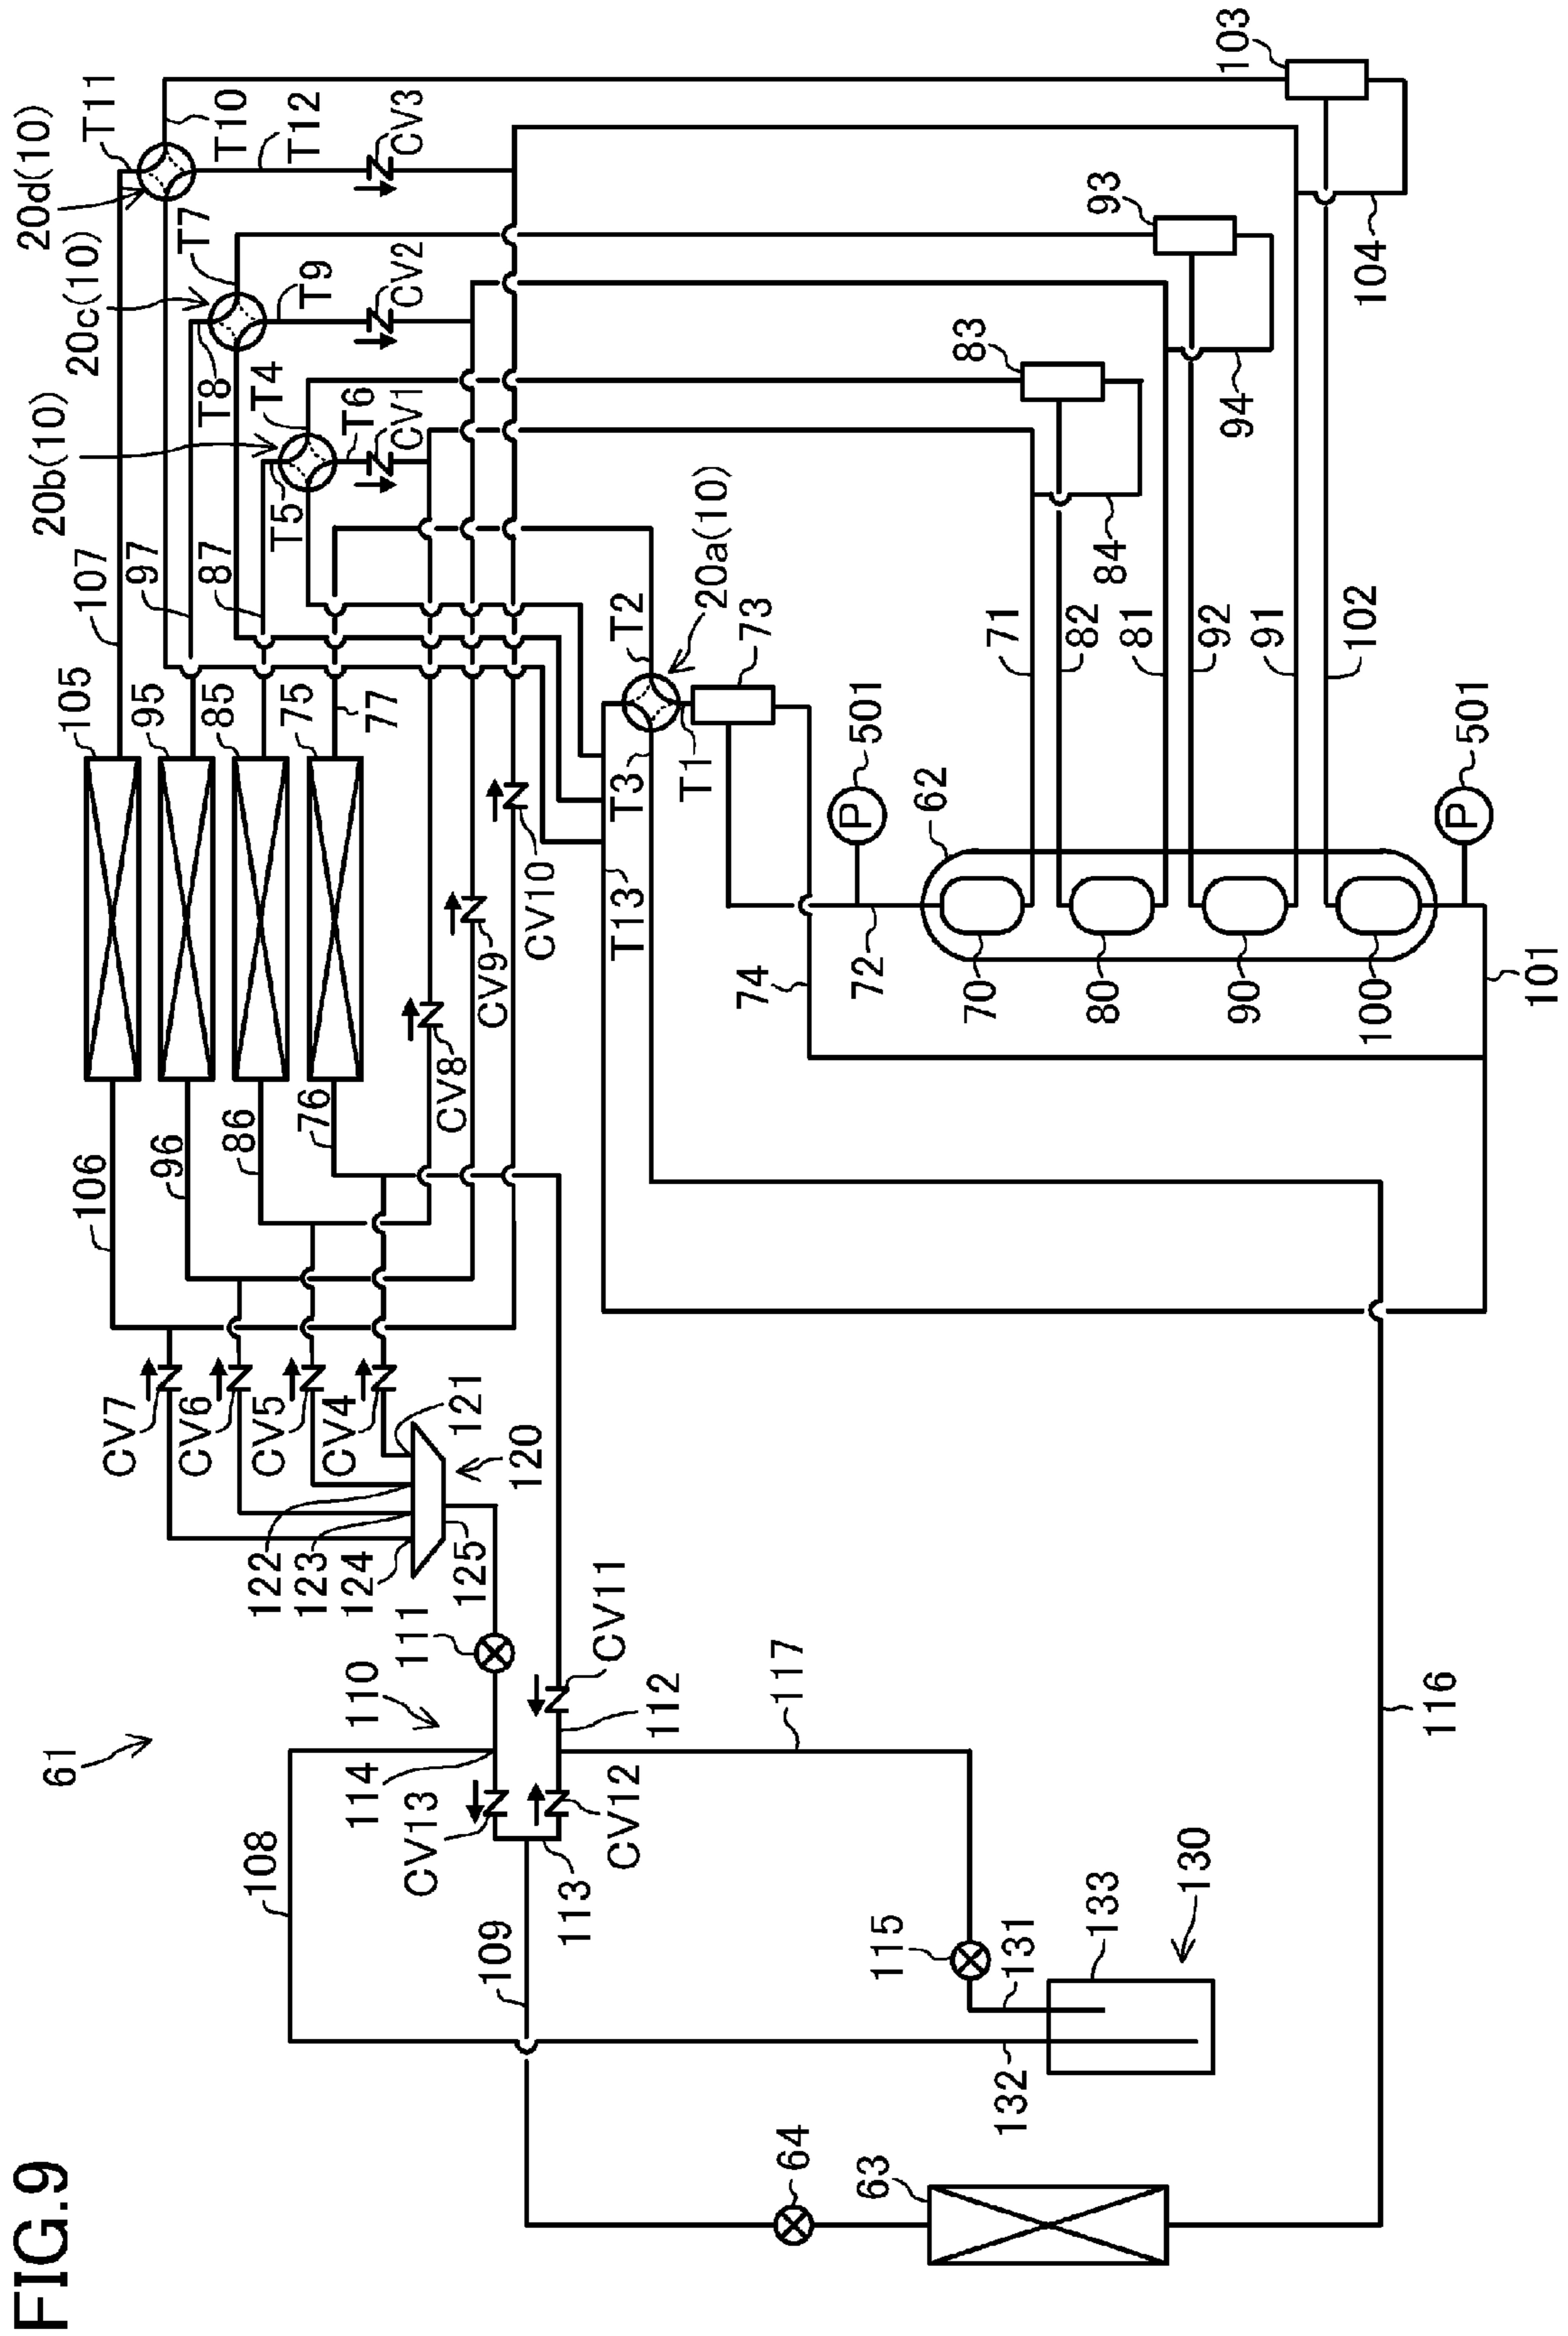 FIG.9
61
103
T11
T10
T12
CV3
20d(10)
93
T7
T9
CV2
20c(10)
104
T8
T4
83
T6
CV1
94
20b(10)
T5
84
107
97
87
T2
20a(10)
73
71
82
81
92
91
102
105
95
85
75
77
T3
T1
501
501
62
T13
CV10
CV9
CV8
74
72
70
80
90
100
101
106
96
86
76
CV7
CV6
CV5
CV4
121
120
122
123
124
125
111
CV11
110
112
117
116
114
CV13
CV12
108
113
109
115
131
133
130
132
64
63
P
P